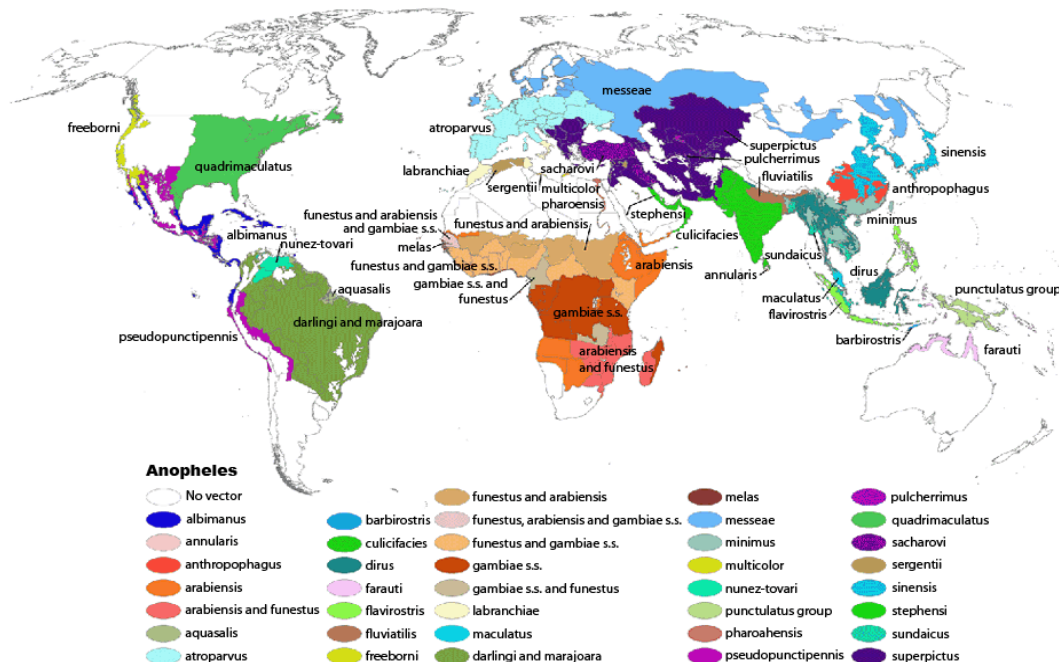 freeborni
quadrimaculatus
albimanus
nunez-tovari
aquasalis
darlingi and marajoara
pseudopunctipennis
messeae
atroparvus
labranchiae
sergentii
sacharovi
multicolor
pharoensis
superpictus
pulcherrimus
fluviatilis
stephensi
culicifacies
annularis
sinensis
anthropophagus
minimus
sundaicus
dirus
maculatus
flavirostris
barbirostris
punctulatus group
farauti
funestus and arabiensis
and gambiae s.s.
melas
funestus and arabiensis
funestus and gambiae s.s.
gambiae s.s. and
funestus
arabiensis
gambiae s.s.
arabiensis
and funestus
Anopheles
No vector
albimanus
annularis
anthropophagus
arabiensis
arabiensis and funestus
aquasalis
atroparvus
barbirostris
culicifacies
dirus
farauti
flavirostris
fluviatilis
freeborni
funestus and arabiensis
funestus, arabiensis and gambiae s.s.
funestus and gambiae s.s.
gambiae s.s.
gambiae s.s. and funestus
labranchiae
maculatus
darlingi and marajoara
melas
messeae
minimus
multicolor
nunez-tovari
punctulatus group
pharoahensis
pseudopunctipennis
pulcherrimus
quadrimaculatus
sacharovi
sergentii
sinensis
stephensi
sundaicus
superpictus